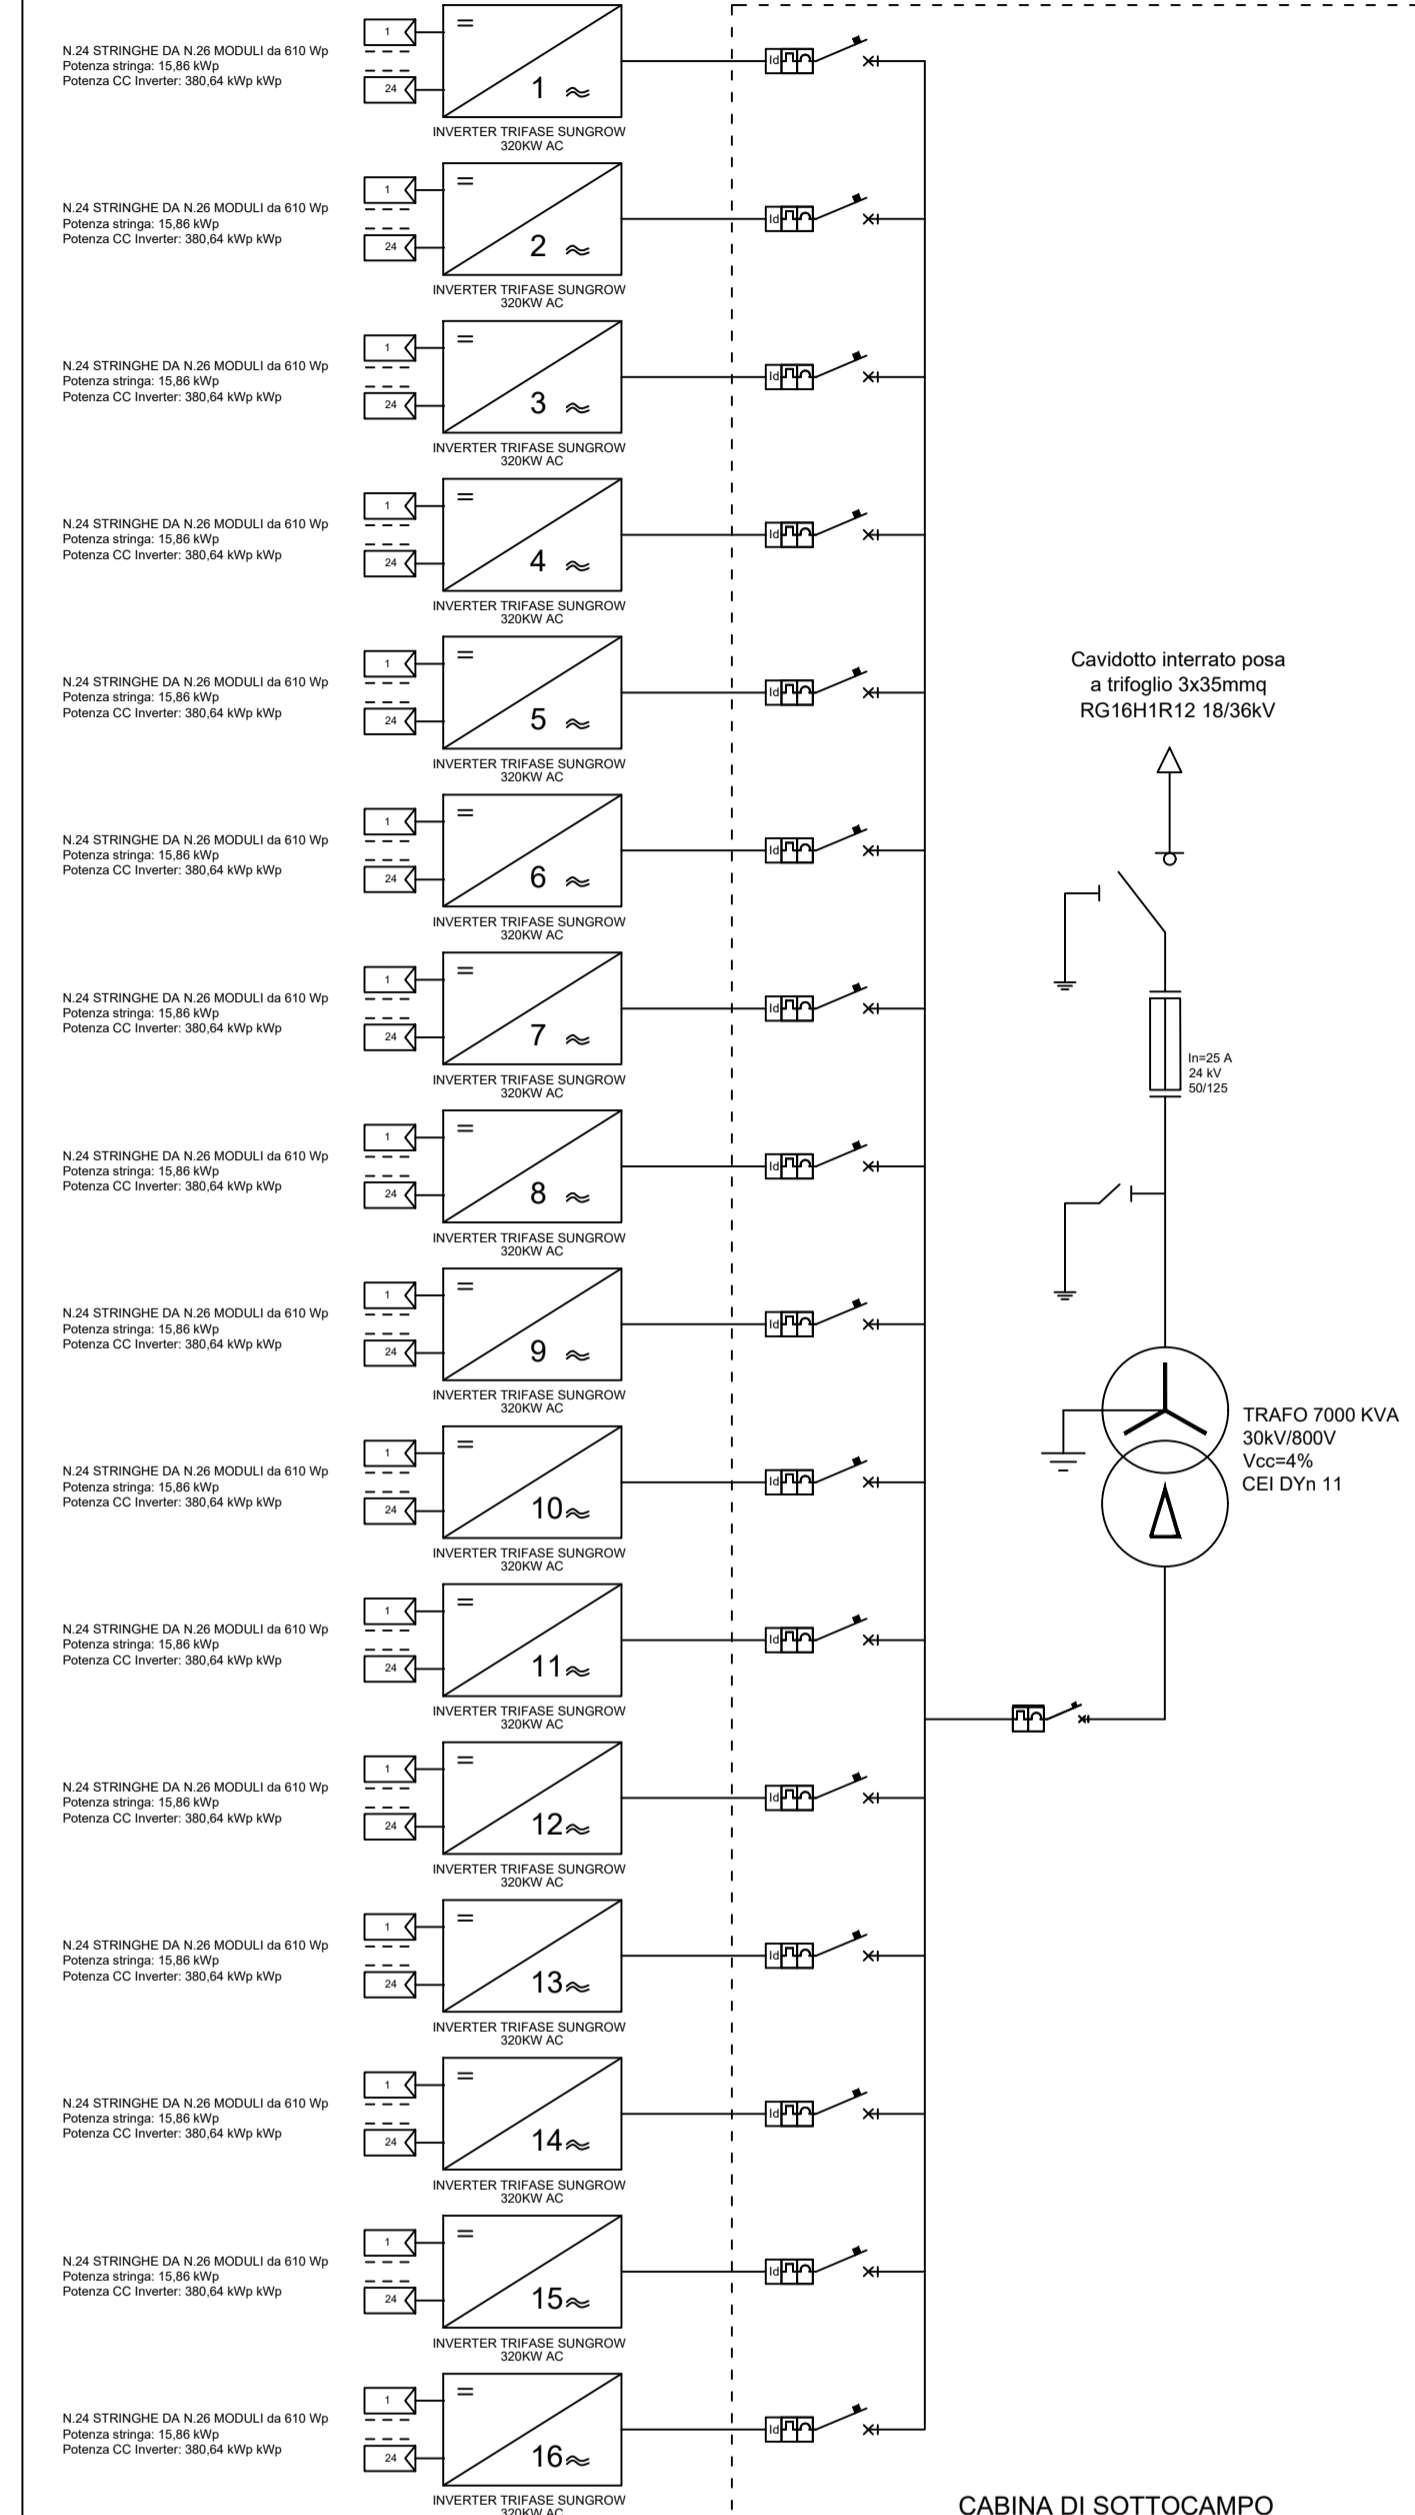 1
N.24 STRINGHE DA N.26 MODULI da 610 Wp
Potenza stringa: 15,86 kWp
Potenza CC Inverter: 380,64 kWp kWp
24
1
Id
INVERTER TRIFASE SUNGROW
320KW AC
1
N.24 STRINGHE DA N.26 MODULI da 610 Wp
Potenza stringa: 15,86 kWp
Potenza CC Inverter: 380,64 kWp kWp
24
2
Id
INVERTER TRIFASE SUNGROW
320KW AC
1
N.24 STRINGHE DA N.26 MODULI da 610 Wp
Potenza stringa: 15,86 kWp
Potenza CC Inverter: 380,64 kWp kWp
24
3
Id
INVERTER TRIFASE SUNGROW
320KW AC
1
N.24 STRINGHE DA N.26 MODULI da 610 Wp
Potenza stringa: 15,86 kWp
Potenza CC Inverter: 380,64 kWp kWp
24
4
Id
INVERTER TRIFASE SUNGROW
320KW AC
1
N.24 STRINGHE DA N.26 MODULI da 610 Wp
Potenza stringa: 15,86 kWp
Potenza CC Inverter: 380,64 kWp kWp
24
5
Id
INVERTER TRIFASE SUNGROW
320KW AC
1
N.24 STRINGHE DA N.26 MODULI da 610 Wp
Potenza stringa: 15,86 kWp
Potenza CC Inverter: 380,64 kWp kWp
24
6
Id
INVERTER TRIFASE SUNGROW
320KW AC
1
N.24 STRINGHE DA N.26 MODULI da 610 Wp
Potenza stringa: 15,86 kWp
Potenza CC Inverter: 380,64 kWp kWp
24
7
Id
INVERTER TRIFASE SUNGROW
320KW AC
1
N.24 STRINGHE DA N.26 MODULI da 610 Wp
Potenza stringa: 15,86 kWp
Potenza CC Inverter: 380,64 kWp kWp
24
8
Id
INVERTER TRIFASE SUNGROW
320KW AC
1
N.24 STRINGHE DA N.26 MODULI da 610 Wp
Potenza stringa: 15,86 kWp
Potenza CC Inverter: 380,64 kWp kWp
24
9
Id
INVERTER TRIFASE SUNGROW
320KW AC
1
N.24 STRINGHE DA N.26 MODULI da 610 Wp
Potenza stringa: 15,86 kWp
Potenza CC Inverter: 380,64 kWp kWp
24
10
Id
INVERTER TRIFASE SUNGROW
320KW AC
1
N.24 STRINGHE DA N.26 MODULI da 610 Wp
Potenza stringa: 15,86 kWp
Potenza CC Inverter: 380,64 kWp kWp
24
11
Id
INVERTER TRIFASE SUNGROW
320KW AC
1
N.24 STRINGHE DA N.26 MODULI da 610 Wp
Potenza stringa: 15,86 kWp
Potenza CC Inverter: 380,64 kWp kWp
24
12
Id
INVERTER TRIFASE SUNGROW
320KW AC
1
N.24 STRINGHE DA N.26 MODULI da 610 Wp
Potenza stringa: 15,86 kWp
Potenza CC Inverter: 380,64 kWp kWp
24
13
Id
INVERTER TRIFASE SUNGROW
320KW AC
1
N.24 STRINGHE DA N.26 MODULI da 610 Wp
Potenza stringa: 15,86 kWp
Potenza CC Inverter: 380,64 kWp kWp
24
14
Id
INVERTER TRIFASE SUNGROW
320KW AC
1
N.24 STRINGHE DA N.26 MODULI da 610 Wp
Potenza stringa: 15,86 kWp
Potenza CC Inverter: 380,64 kWp kWp
24
15
Id
INVERTER TRIFASE SUNGROW
320KW AC
1
N.24 STRINGHE DA N.26 MODULI da 610 Wp
Potenza stringa: 15,86 kWp
Potenza CC Inverter: 380,64 kWp kWp
24
16
Id
INVERTER TRIFASE SUNGROW
320KW AC
Cavidotto interrato posa
a trifoglio 3x35mmq
RG16H1R12 18/36kV
In=25 A
24 kV
50/125
TRAFO 7000 KVA
30kV/800V
Vcc=4%
CEI DYn 11
CABINA DI SOTTOCAMPO